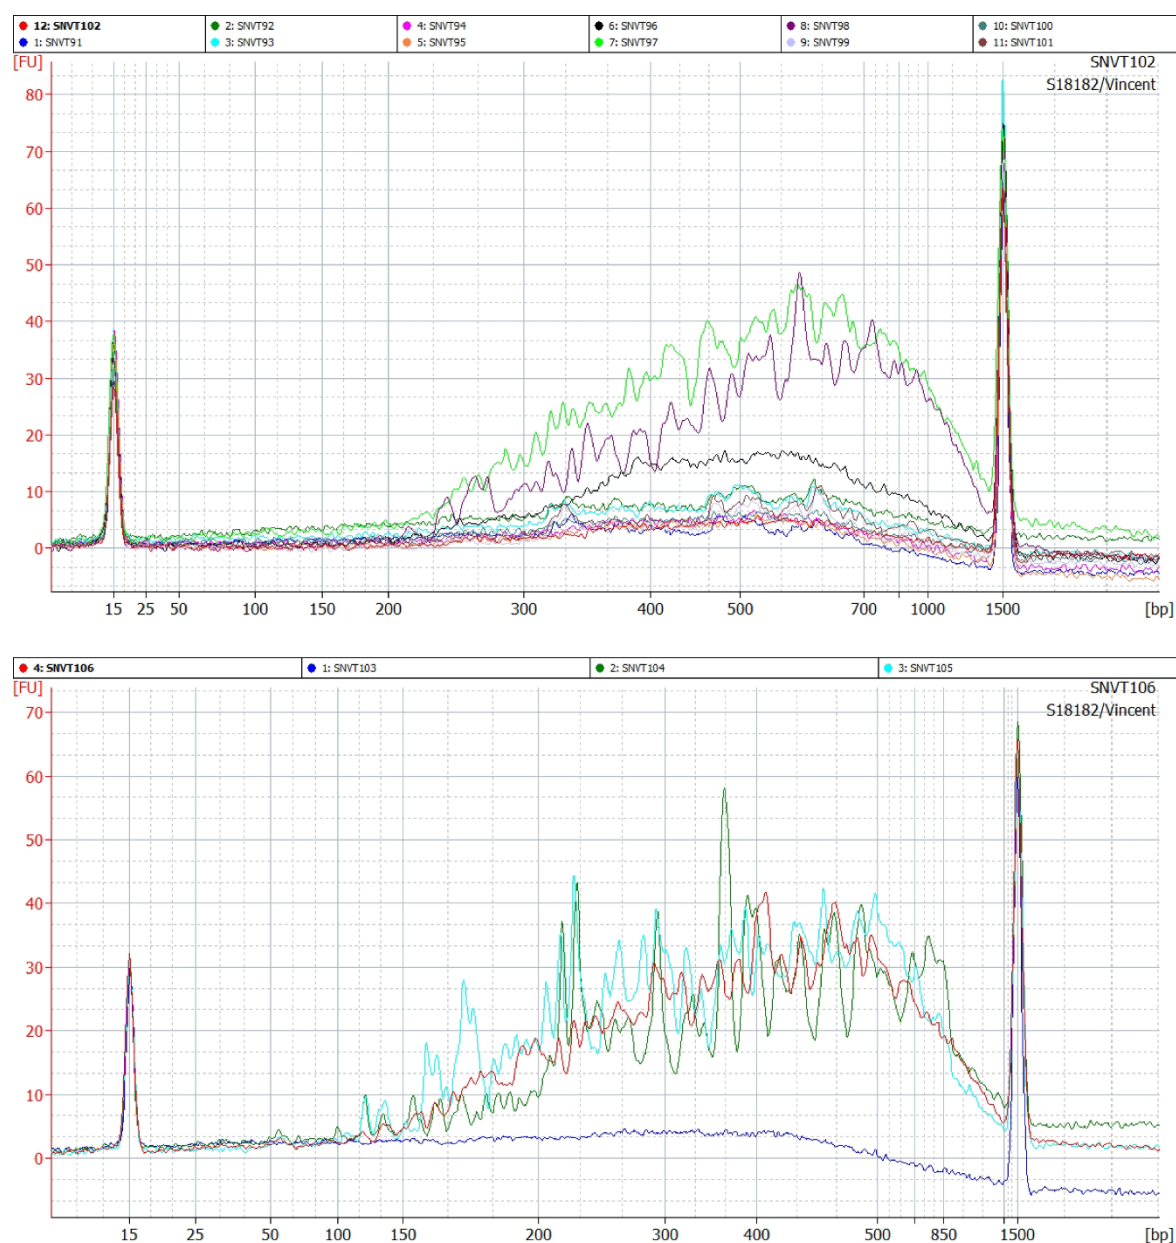 12: SNVT102 2: SNVT92 4: SNVT94 6: SNVT96 8: SNVT98 10: SNVT100
1: SNVT91 3: SNVT93 5: SNVT95 7: SNVT97 9: SNVT99 11: SNVT101
[FU]
SNVT102
S18182/Vincent
80
70
60
50
40
30
20
10
0
15 25 50 100 150 200 300 400 500 700 1000 1500 [bp]
4: SNVT106 1: SNVT103 2: SNVT104 3: SNVT105
[FU]
SNVT106
S18182/Vincent
70
60
50
40
30
20
10
0
15 25 50 100 150 200 300 400 500 850 1500 [bp]